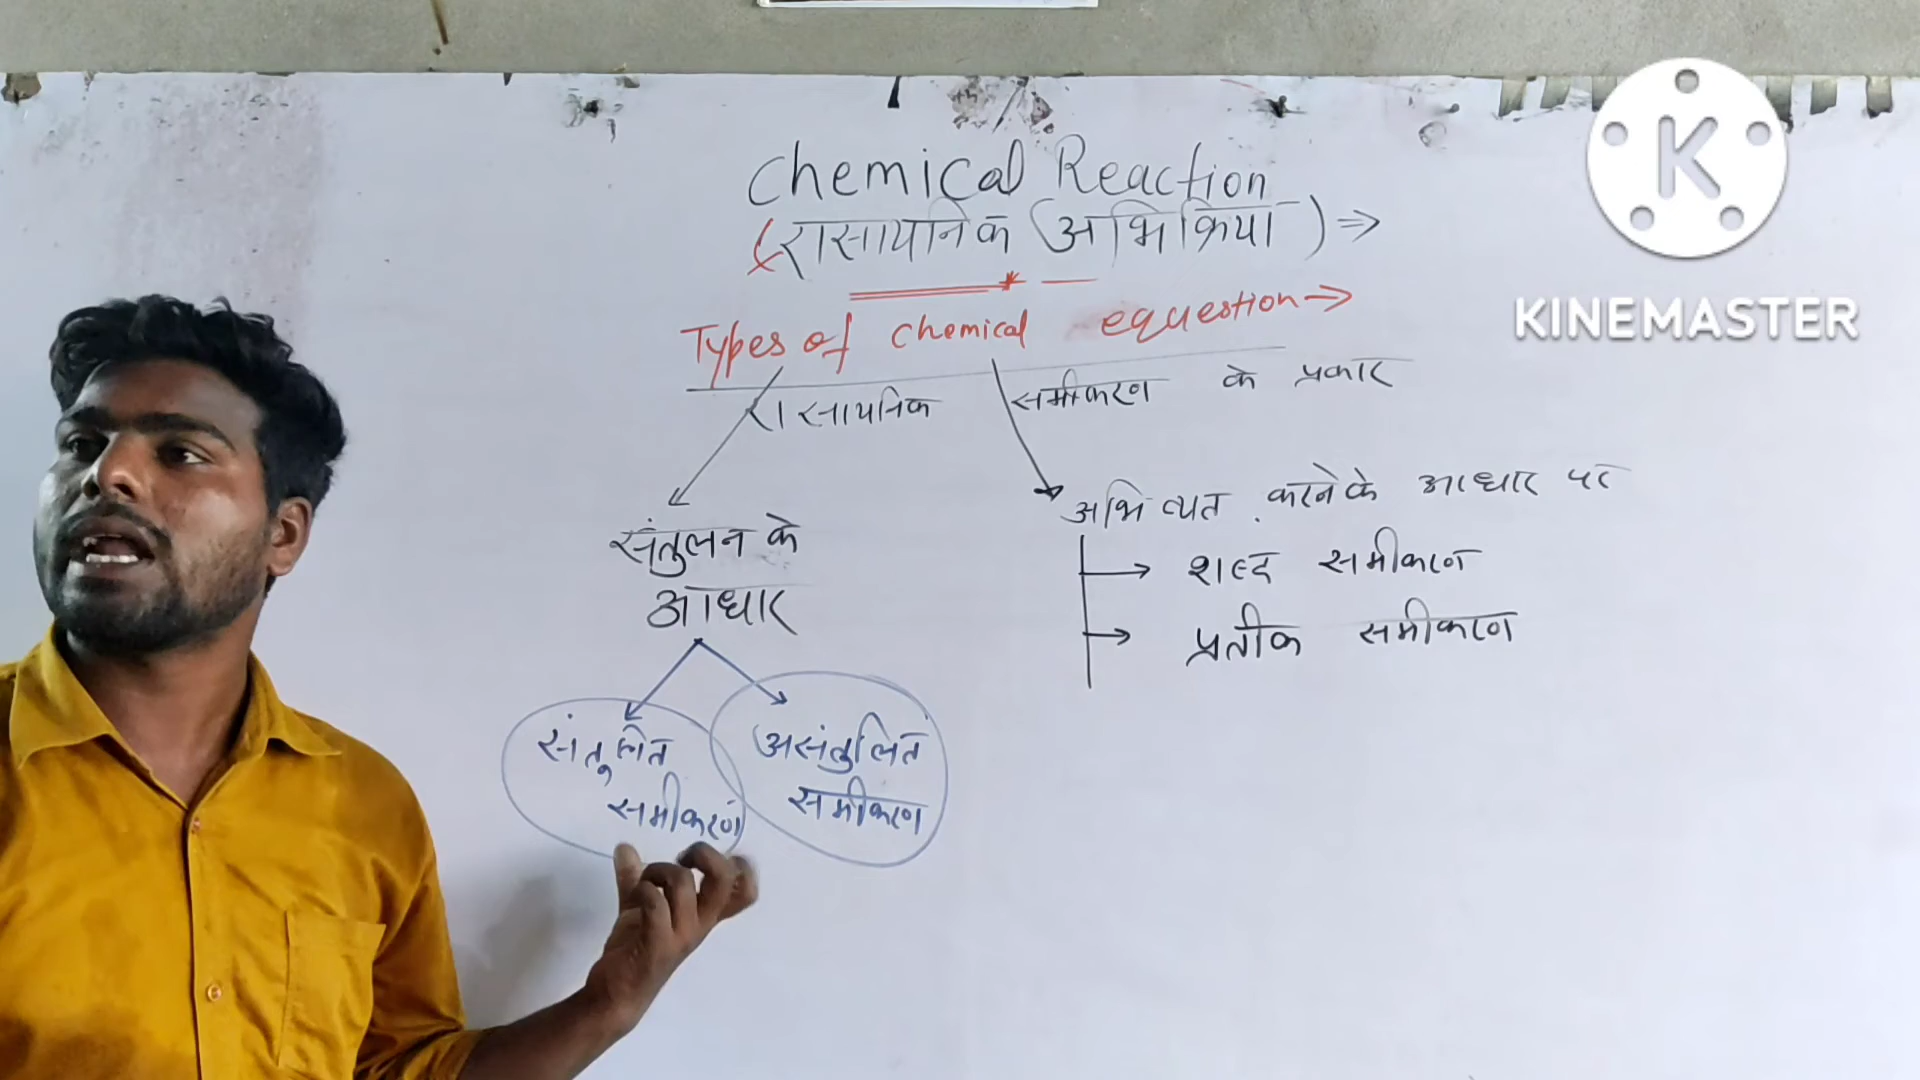 Chemical Reaction
(रासायनिक (अभिक्रिया) ⇒
Types of chemical equestion →
रासायनिक समीकरण के प्रकार
संतुलन के
आधार
संतुलित
समीकरण
असंतुलित
समीकरण
अभिव्यत करने के आधार पर
→ शब्द समीकरण
→ प्रतीक समीकरण
K
KINEMASTER